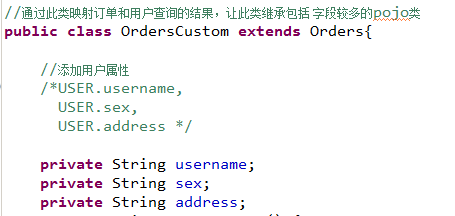 //通过此类映射订单和用户查询的结果，让此类继承包括 字段较多的pojo类
public class OrdersCustom extends Orders{
//添加用户属性
/*USER.username,
USER.sex,
USER.address */
private String username;
private String sex;
private String address;